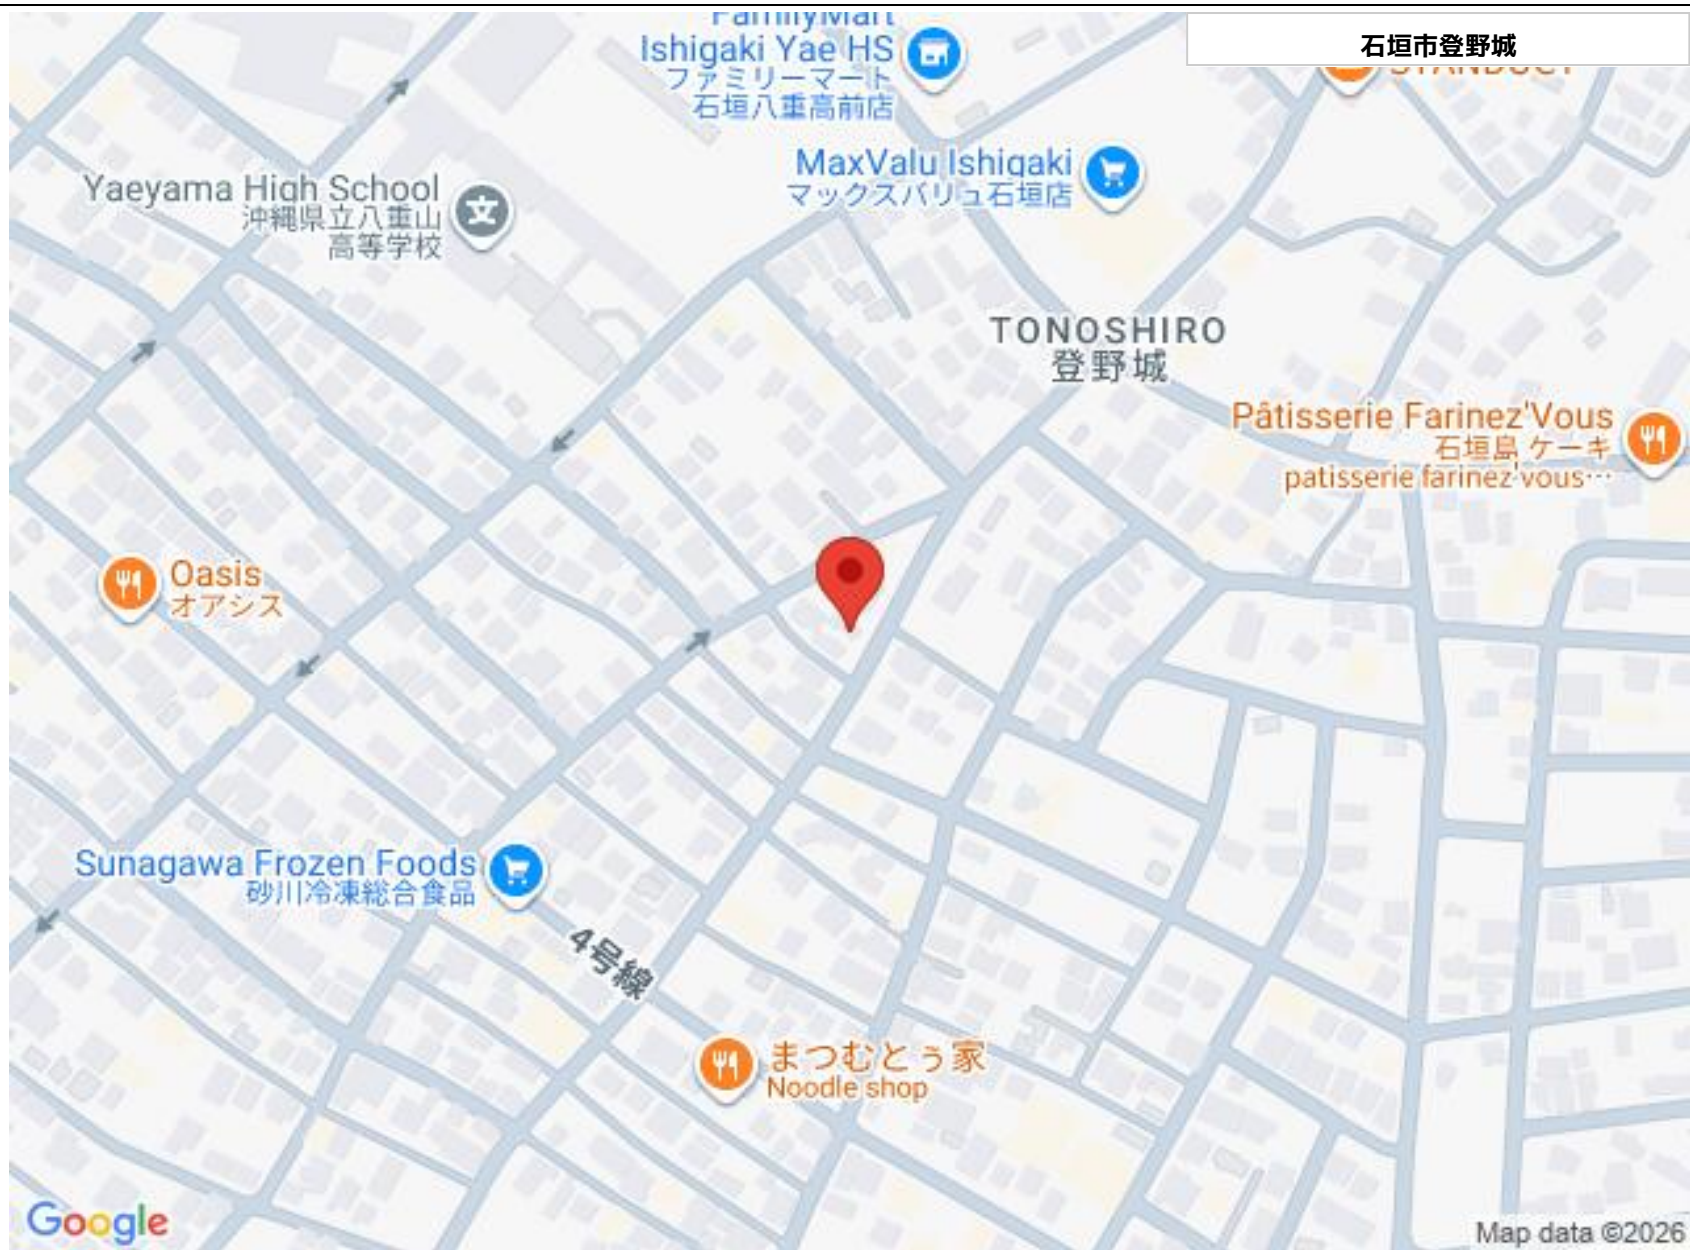 FamilyMart
Ishigaki Yae HS
ファミリーマート
石垣八重高前店
石垣市登野城
MaxValu Ishigaki
マックスバリュ石垣店
Yaeyama High School
沖縄県立八重山
高等学校
TONOSHIRO
登野城
Pâtisserie Farinez'Vous
石垣島 ケーキ
patisserie farinez'vous…
Oasis
オアシス
Sunagawa Frozen Foods
砂川冷凍総合食品
4号線
まつむとぅ家
Noodle shop
Google
Map data ©2026